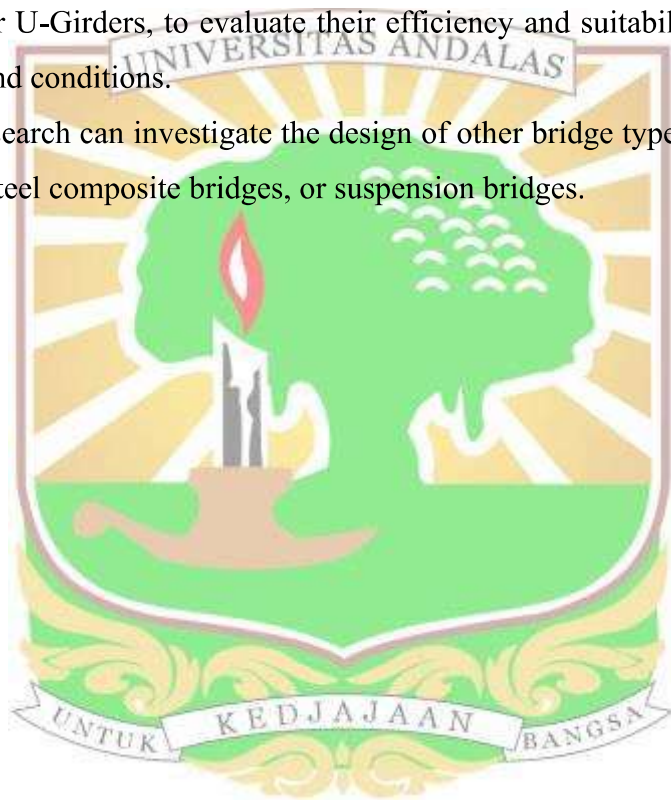 r U-Girders, to evaluate their efficiency and suitabil
UNIVERSITAS ANDALAS
nd conditions.
search can investigate the design of other bridge type
teel composite bridges, or suspension bridges.
UNTUK KEDJAJAAN BANGSA